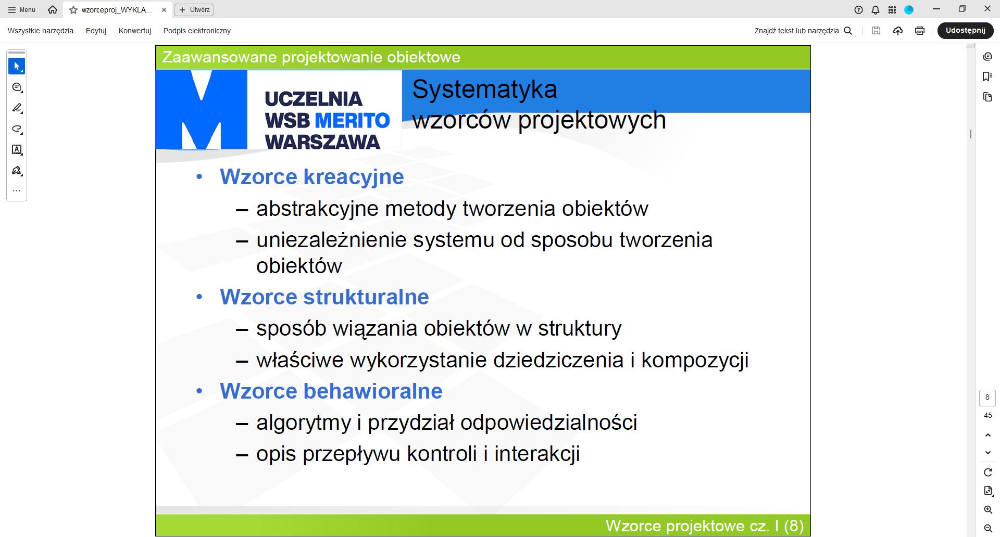 Menu
wzorceproj_WYKLA...
Utwórz
Wszystkie narzędzia
Edytuj
Konwertuj
Podpis elektroniczny
Znajdź tekst lub narzędzia
Udostępnij
Zaawansowane projektowanie obiektowe
UCZELNIA
WSB MERITO
WARSZAWA
Systematyka
wzorców projektowych
• Wzorce kreacyjne
– abstrakcyjne metody tworzenia obiektów
– uniezależnienie systemu od sposobu tworzenia
obiektów
• Wzorce strukturalne
– sposób wiązania obiektów w struktury
– właściwe wykorzystanie dziedziczenia i kompozycji
• Wzorce behawioralne
– algorytmy i przydział odpowiedzialności
– opis przepływu kontroli i interakcji
Wzorce projektowe cz. I (8)
8
45